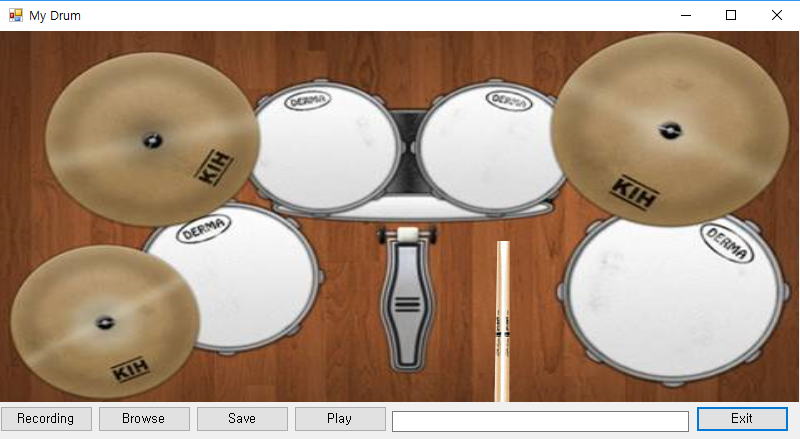 My Drum
DERMA
DERMA
KIH
KIH
DERMA
DERMA
KIH
Recording
Browse
Save
Play
Exit